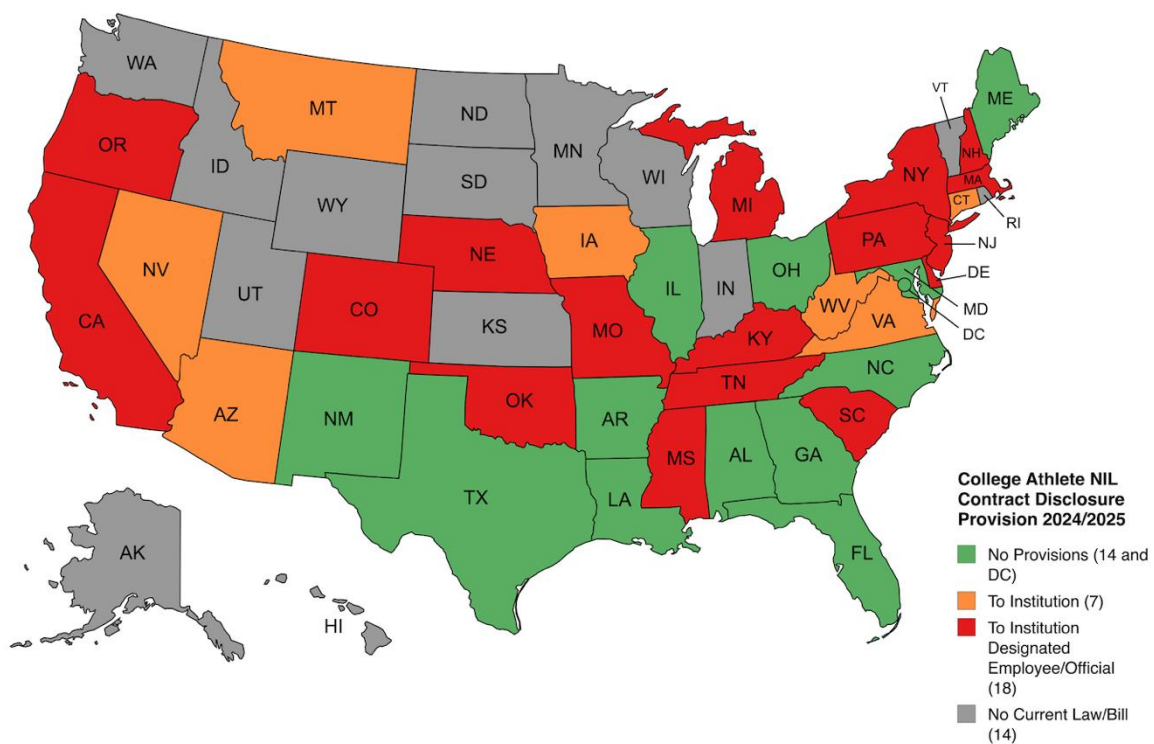 WA
VT
ME
MT
ND
OR
MN
NH
ID
NY
WI
MA
SD
MI
CT
WY
RI
PA
NJ
IA
NE
OH
NV
DE
IL
IN
UT
WV
MD
CO
VA
CA
KS
MO
KY
DC
NC
TN
OK
AZ
AR
SC
NM
MS
AL
GA
TX
LA
College Athlete NIL
Contract Disclosure
Provision 2024/2025
AK
FL
No Provisions (14 and
DC)
To Institution (7)
HI
To Institution
Designated
Employee/Official
(18)
No Current Law/Bill
(14)